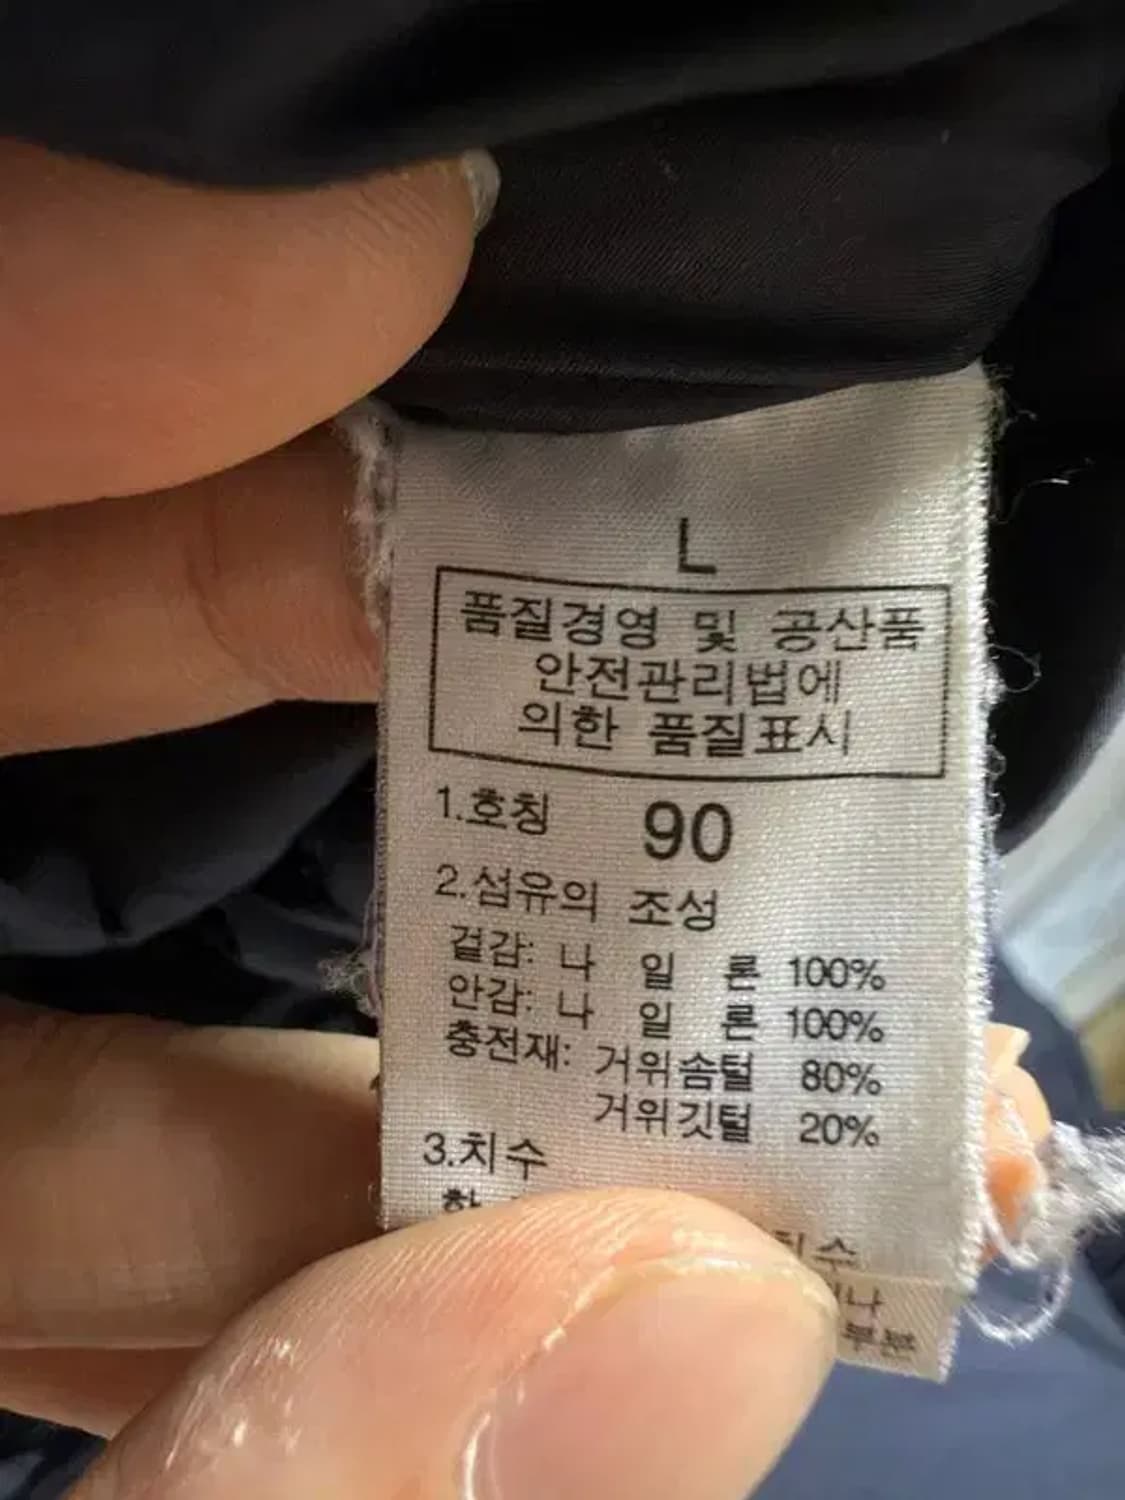 L
품질경영 및 공산품
안전관리법에
의한 품질표시
1.호칭 90
2.섬유의 조성
겉감: 나 일 론 100%
안감: 나 일 론 100%
충전재: 거위솜털 80%
거위깃털 20%
3.치수
치수